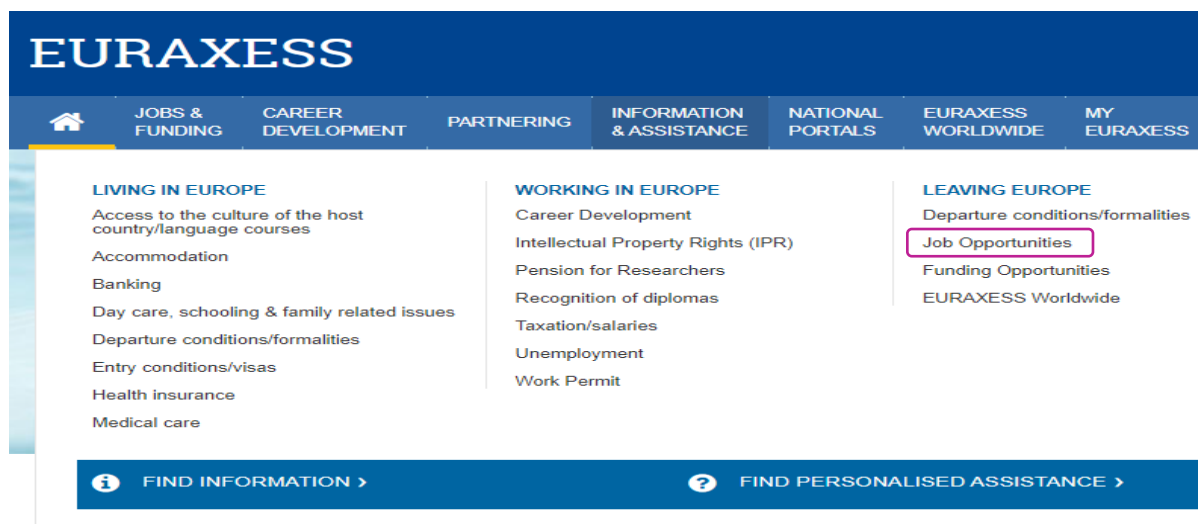 EURAXESS
JOBS &
FUNDING
CAREER
DEVELOPMENT
PARTNERING
INFORMATION
& ASSISTANCE
NATIONAL
PORTALS
EURAXESS
WORLDWIDE
MY
EURAXESS
LIVING IN EUROPE
Access to the culture of the host
country/language courses
Accommodation
Banking
Day care, schooling & family related issues
Departure conditions/formalities
Entry conditions/visas
Health insurance
Medical care
WORKING IN EUROPE
Career Development
Intellectual Property Rights (IPR)
Pension for Researchers
Recognition of diplomas
Taxation/salaries
Unemployment
Work Permit
LEAVING EUROPE
Departure conditions/formalities
Job Opportunities
Funding Opportunities
EURAXESS Worldwide
FIND INFORMATION >
FIND PERSONALISED ASSISTANCE >